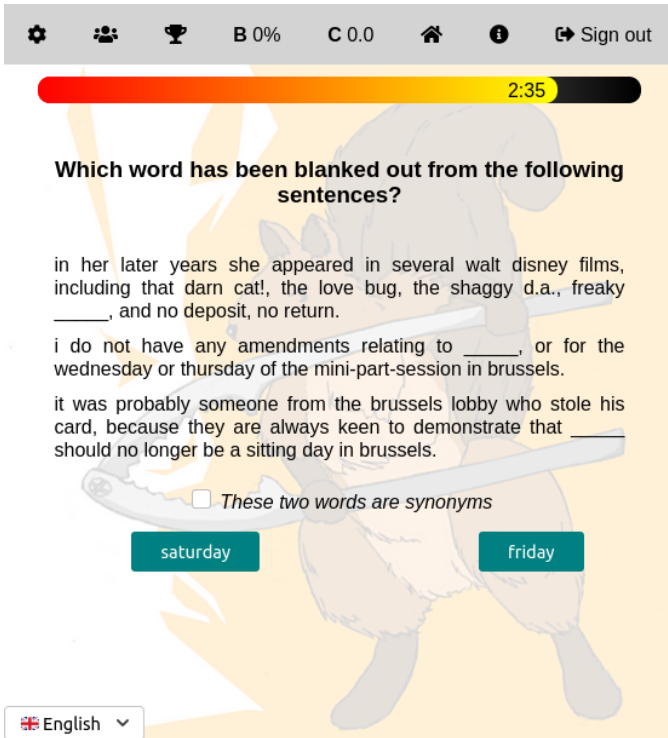 B 0% C 0.0 Sign out
2:35
Which word has been blanked out from the following
sentences?
in her later years she appeared in several walt disney films,
including that darn cat!, the love bug, the shaggy d.a., freaky
_____, and no deposit, no return.
i do not have any amendments relating to _____, or for the
wednesday or thursday of the mini-part-session in brussels.
it was probably someone from the brussels lobby who stole his
card, because they are always keen to demonstrate that _____
should no longer be a sitting day in brussels.
These two words are synonyms
saturday friday
English